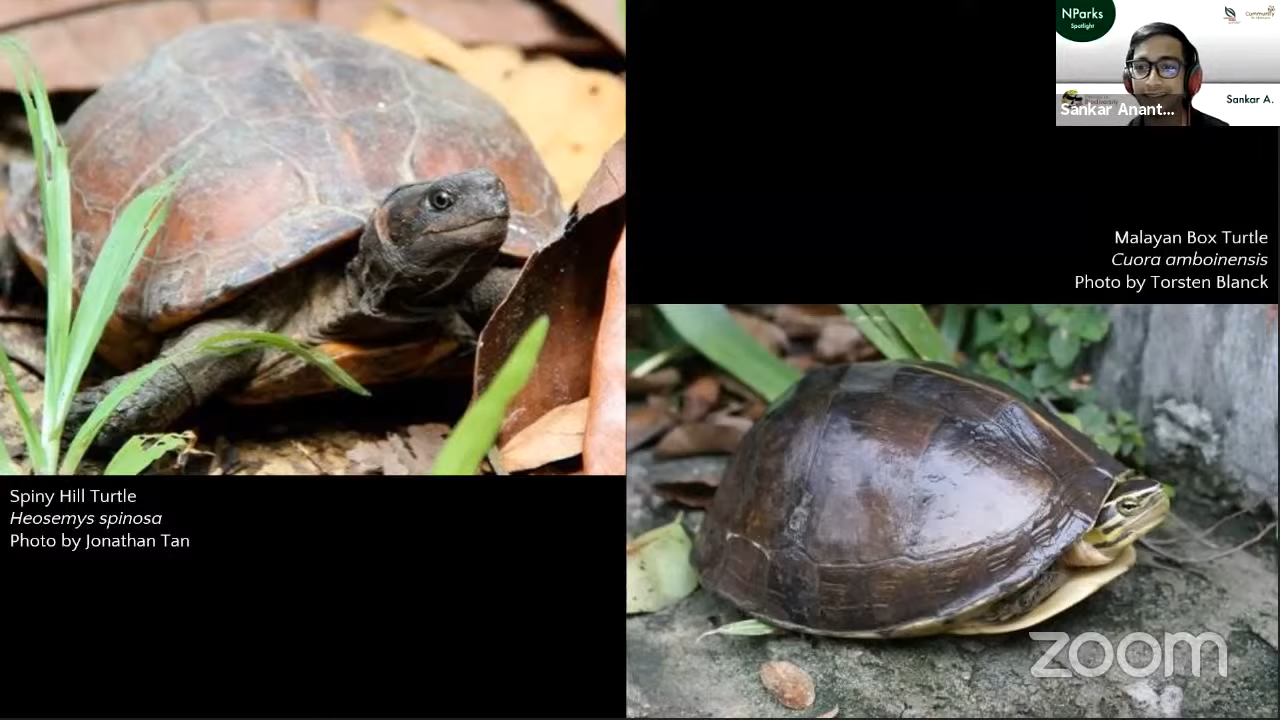 NParks
Spotlight
Sankar A.
Sankar Anant...
Malayan Box Turtle
Cuora amboinensis
Photo by Torsten Blanck
Spiny Hill Turtle
Heosemys spinosa
Photo by Jonathan Tan
zoom